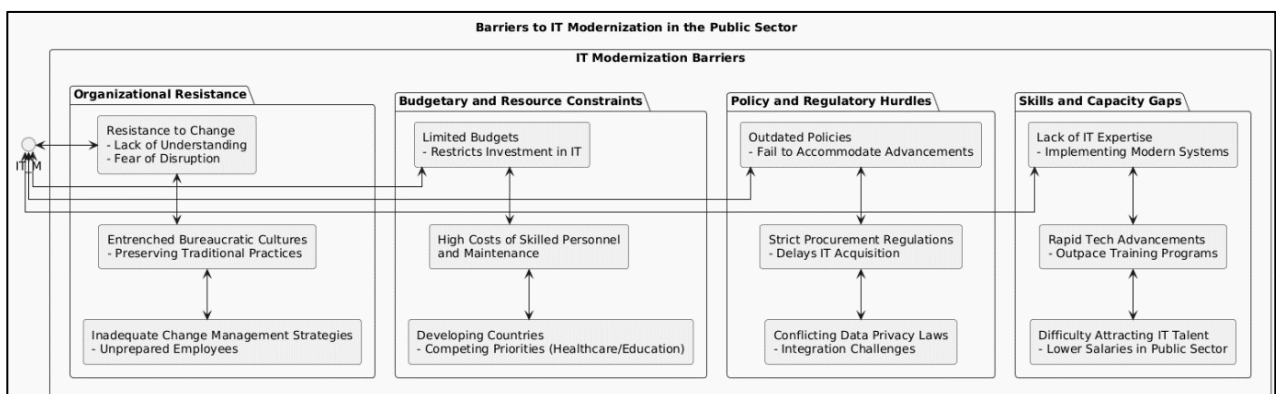 Barriers to IT Modernization in the Public Sector
IT Modernization Barriers
Organizational Resistance
Resistance to Change
- Lack of Understanding
- Fear of Disruption
Entrenched Bureaucratic Cultures
- Preserving Traditional Practices
Inadequate Change Management Strategies
- Unprepared Employees
Budgetary and Resource Constraints
Limited Budgets
- Restricts Investment in IT
High Costs of Skilled Personnel
and Maintenance
Developing Countries
- Competing Priorities (Healthcare/Education)
Policy and Regulatory Hurdles
Outdated Policies
- Fail to Accommodate Advancements
Strict Procurement Regulations
- Delays IT Acquisition
Conflicting Data Privacy Laws
- Integration Challenges
Skills and Capacity Gaps
Lack of IT Expertise
- Implementing Modern Systems
Rapid Tech Advancements
- Outpace Training Programs
Difficulty Attracting IT Talent
- Lower Salaries in Public Sector